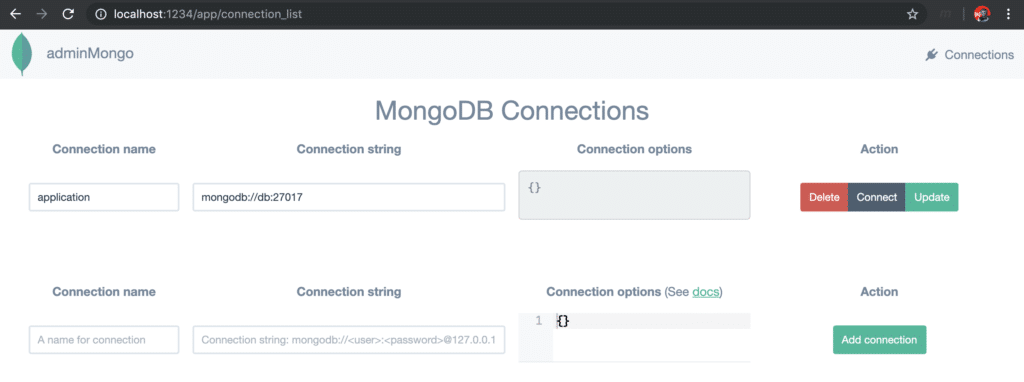 localhost:1234/app/connection_list
adminMongo
Connections
MongoDB Connections
Connection name Connection string Connection options Action
application mongodb://db:27017 {} Delete Connect Update
Connection name Connection string Connection options (See docs) Action
A name for connection Connection string: mongodb://<user>:<password>@127.0.0.1 1 {} Add connection